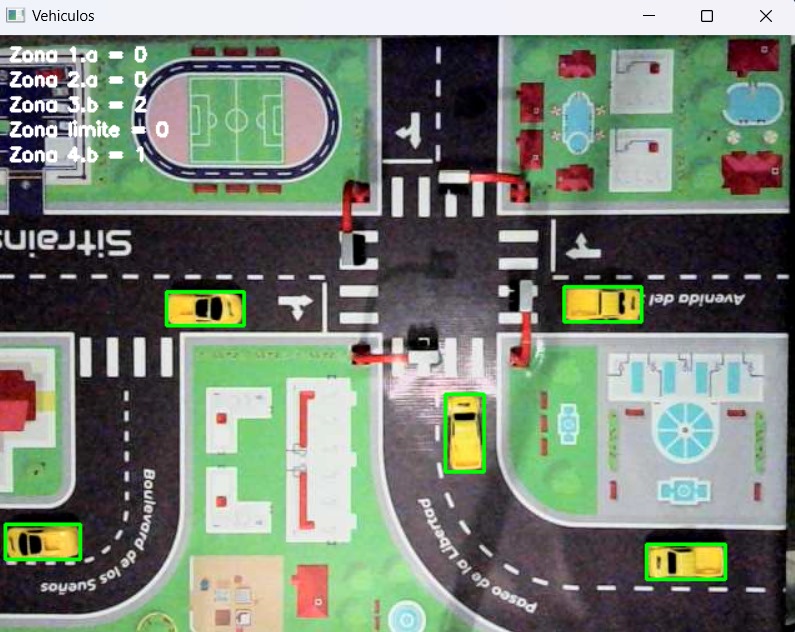 Vehiculos
Zona 1.a = 0
Zona 2.a = 0
Zona 3.b = 2
Zona limite = 0
Zona 4.b = 1
Sitrains
Avenida del
Boulevard de los Sueños
paseo de la Libertad